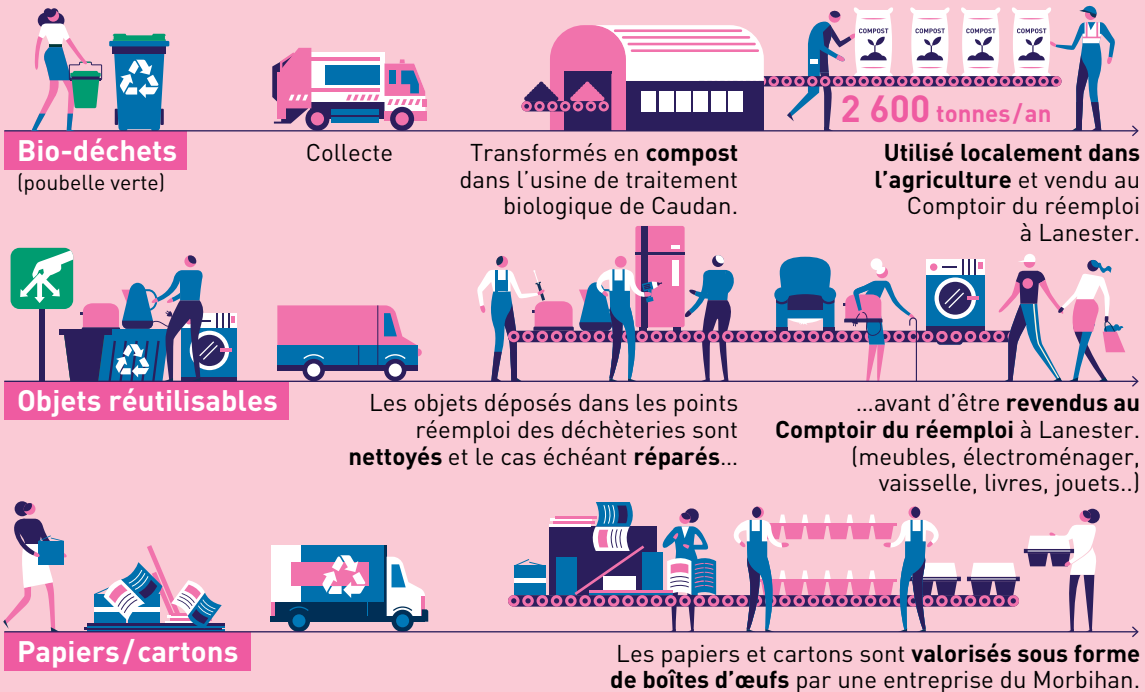 COMPOST COMPOST COMPOST COMPOST
2 600 tonnes/an
Bio-déchets
(poubelle verte)
Collecte
Transformés en compost
dans l'usine de traitement
biologique de Caudan.
Utilisé localement dans
l'agriculture et vendu au
Comptoir du réemploi
à Lanester.
Objets réutilisables
Les objets déposés dans les points
réemploi des déchèteries sont
nettoyés et le cas échéant réparés...
...avant d'être revendus au
Comptoir du réemploi à Lanester.
(meubles, électroménager,
vaisselle, livres, jouets..)
Papiers/cartons
Les papiers et cartons sont valorisés sous forme
de boîtes d'œufs par une entreprise du Morbihan.